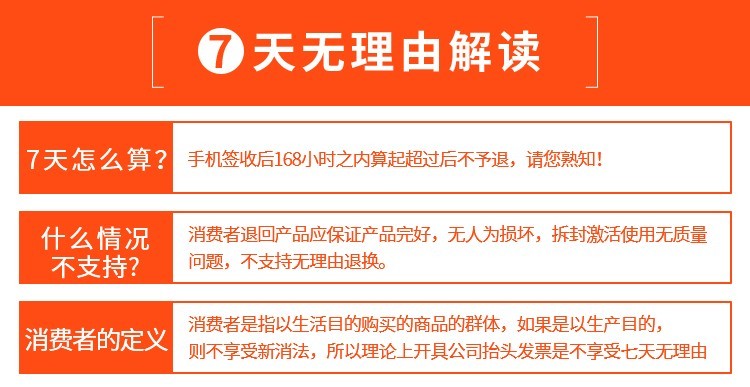 7天无理由解读
7天怎么算？
手机签收后168小时之内算起超过后不予退，请您熟知！
什么情况
不支持？
消费者退回产品应保证产品完好，无人为损坏，拆封激活使用无质量
问题，不支持无理由退换。
消费者的定义
消费者是指以生活目的购买的商品的群体，如果是以生产目的，
则不享受新消法，所以理论上开具公司抬头发票是不享受七天无理由